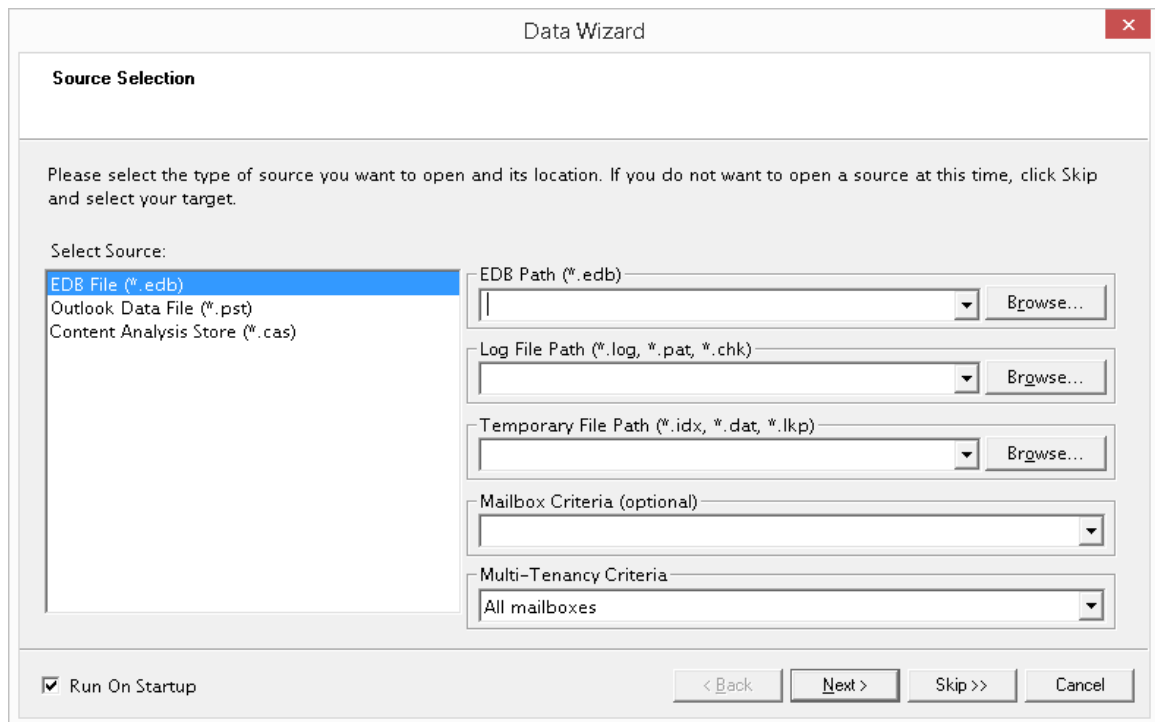 Data Wizard
Source Selection
Please select the type of source you want to open and its location. If you do not want to open a source at this time, click Skip
and select your target.
Select Source:
EDB File (*.edb)
Outlook Data File (*.pst)
Content Analysis Store (*.cas)
EDB Path (*.edb)
Browse...
Log File Path (*.log, *.pat, *.chk)
Browse...
Temporary File Path (*.idx, *.dat, *.lkp)
Browse...
Mailbox Criteria (optional)
Multi-Tenancy Criteria
All mailboxes
Run On Startup
< Back
Next >
Skip >>
Cancel